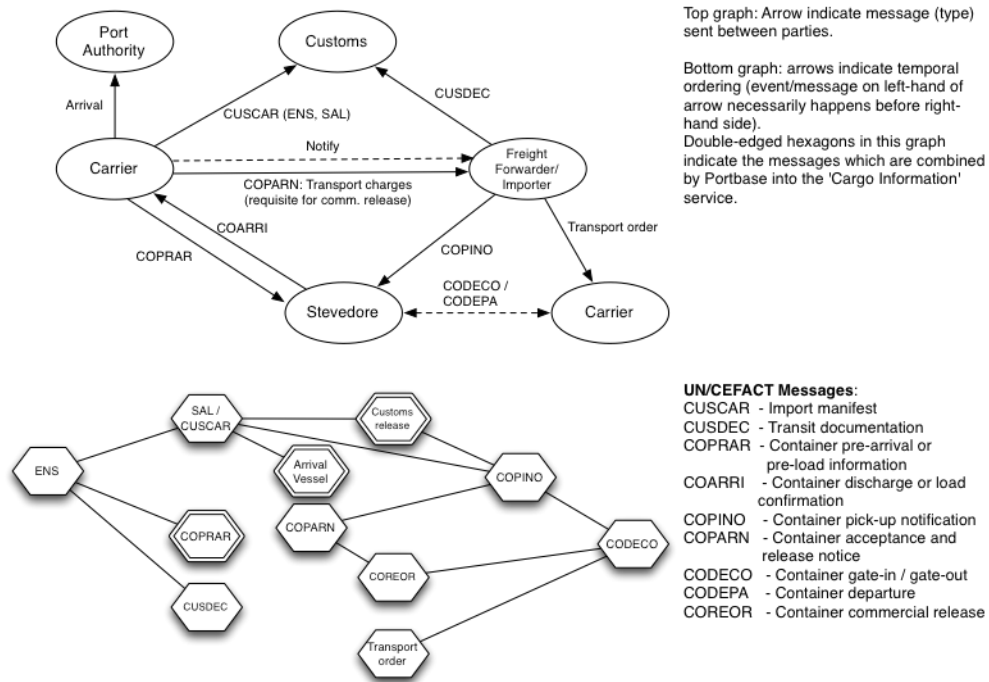 Port
Authority
Customs
Top graph: Arrow indicate message (type)
sent between parties.
Bottom graph: arrows indicate temporal
ordering (event/message on left-hand of
arrow necessarily happens before right-
hand side).
Double-edged hexagons in this graph
indicate the messages which are combined
by Portbase into the 'Cargo Information'
service.
Arrival
CUSDEC
CUSCAR (ENS, SAL)
Notify
Carrier
Freight
Forwarder/
Importer
COPARN: Transport charges
(requisite for comm. release)
COARRI
Transport order
COPRAR
COPINO
CODECO /
CODEPA
Stevedore
Carrier
SAL /
CUSCAR
Customs
release
ENS
Arrival
Vessel
COPINO
COPARN
COPRAR
CODECO
COREOR
CUSDEC
Transport
order
UN/CEFACT Messages:
CUSCAR - Import manifest
CUSDEC - Transit documentation
COPRAR - Container pre-arrival or
pre-load information
COARRI - Container discharge or load
confirmation
COPINO - Container pick-up notification
COPARN - Container acceptance and
release notice
CODECO - Container gate-in / gate-out
CODEPA - Container departure
COREOR - Container commercial release